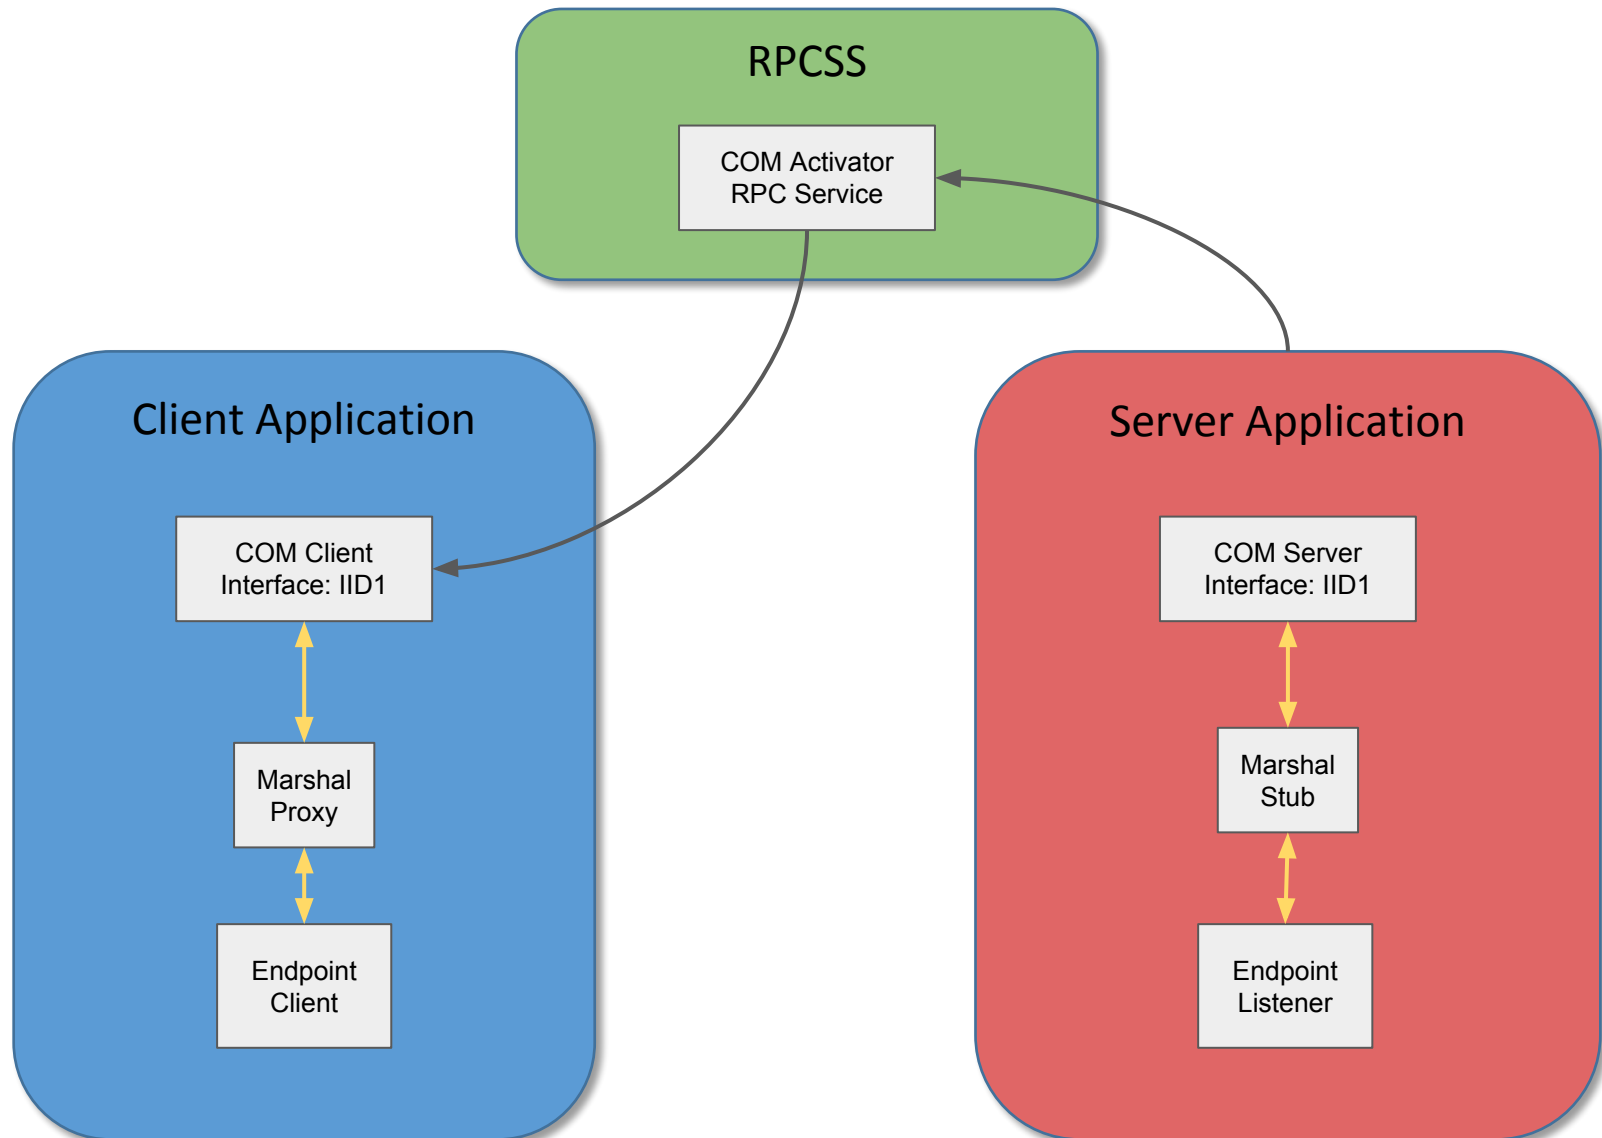 RPCSS
COM Activator
RPC Service
Client Application
COM Client
Interface: IID1
Marshal
Proxy
Endpoint
Client
Server Application
COM Server
Interface: IID1
Marshal
Stub
Endpoint
Listener